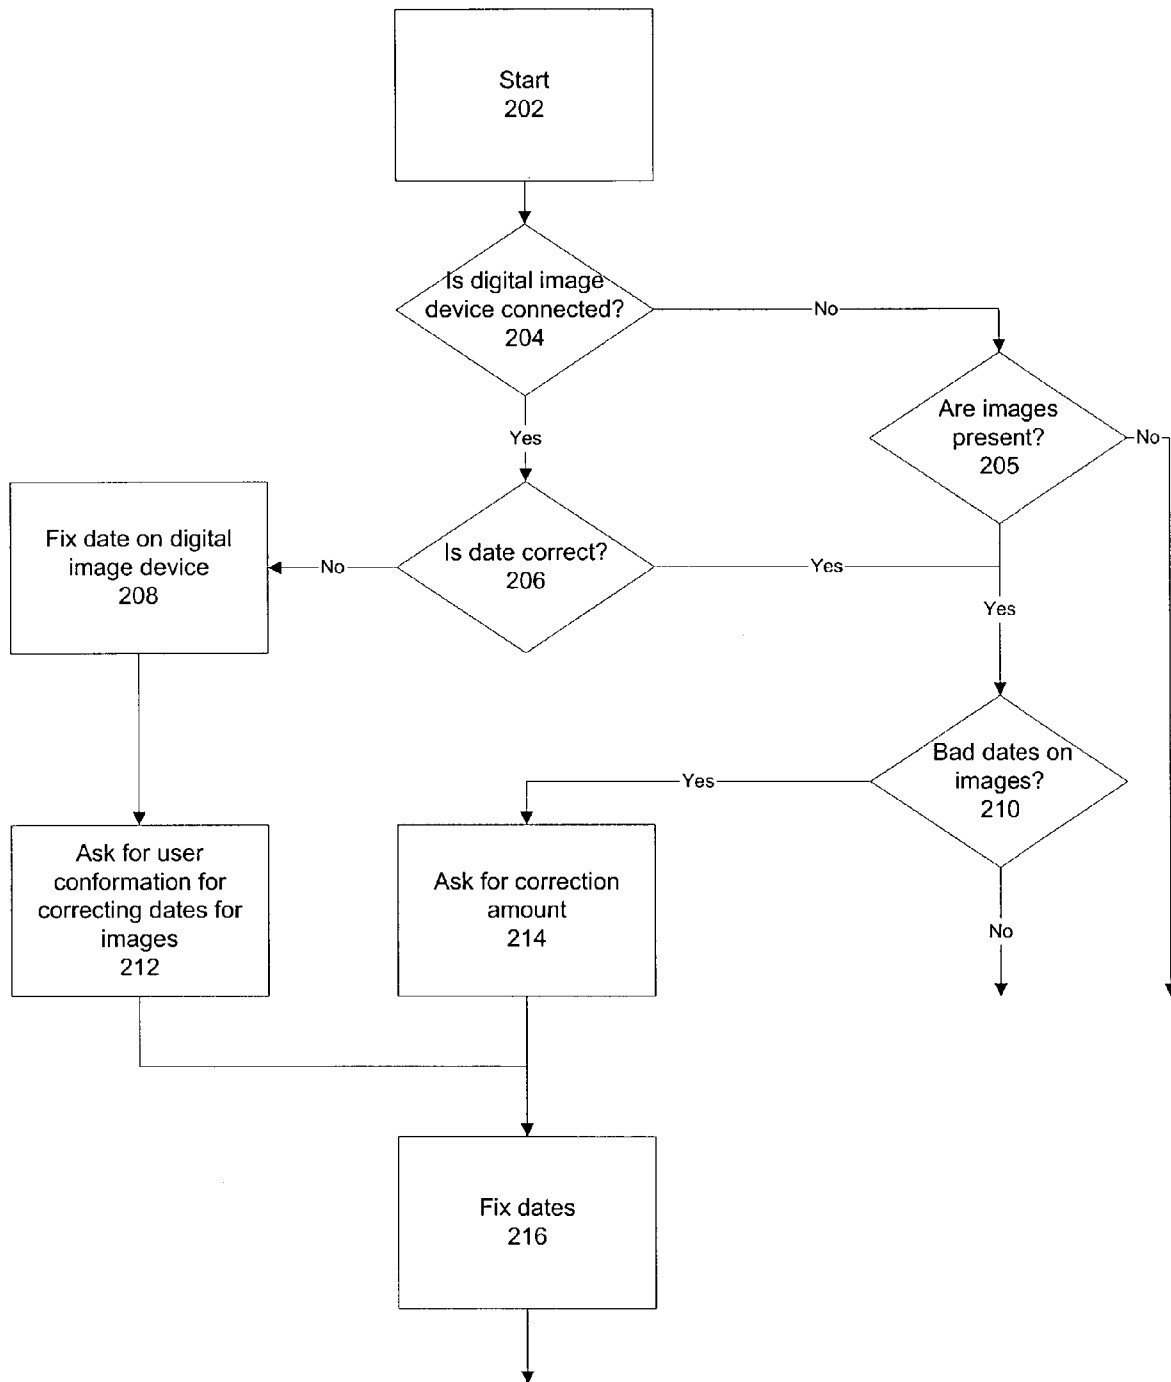 Start
202
Is digital image
device connected?
204
No
Are images
present?
205
No
Yes
Fix date on digital
image device
208
No
Is date correct?
206
Yes
Yes
Bad dates on
images?
210
Yes
No
Ask for user
conformation for
correcting dates for
images
212
Ask for correction
amount
214
Fix dates
216